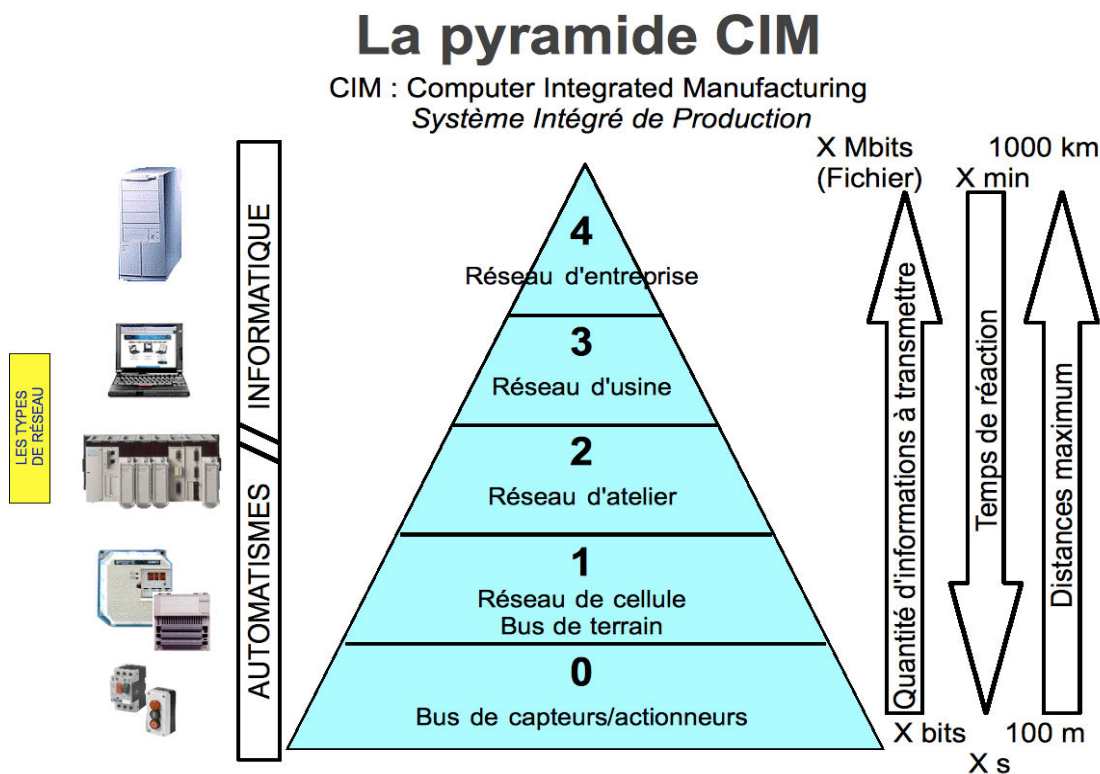 La pyramide CIM
CIM : Computer Integrated Manufacturing
Système Intégré de Production
X Mbits
(Fichier)
X min
1000 km
LES TYPES
DE RÉSEAU
INFORMATIQUE
AUTOMATISMES
4
Réseau d'entreprise
3
Réseau d'usine
2
Réseau d'atelier
1
Réseau de cellule
Bus de terrain
0
Bus de capteurs/actionneurs
Quantité d'informations à transmettre
Temps de réaction
Distances maximum
X bits
X s
100 m